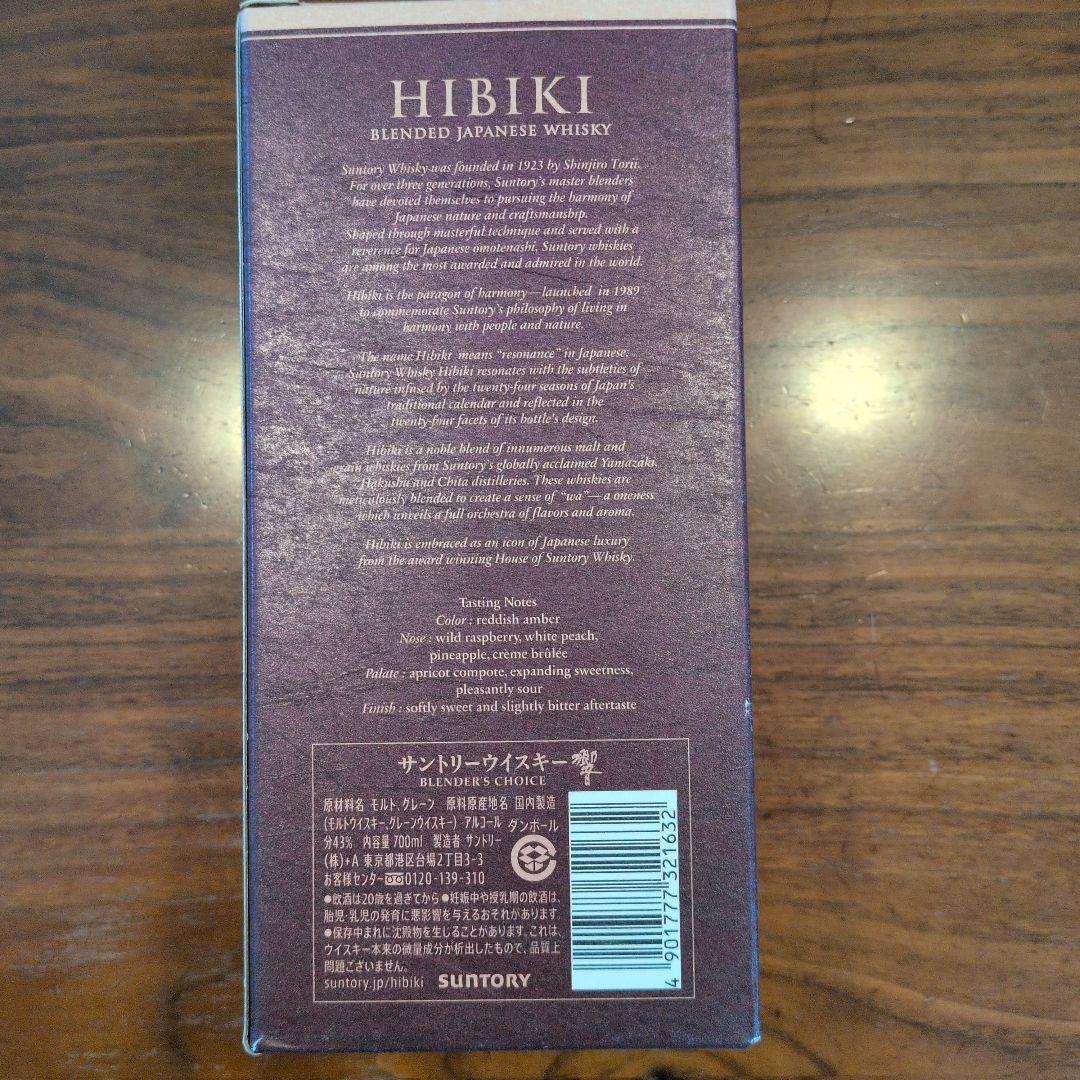 HIBIKI
BLENDED JAPANESE WHISKY
Suntory Whisky was founded in 1923 by Shinjiro Torii.
For over three generations, Suntory's master blenders
have devoted themselves to pursuing the harmony of
Japanese nature and craftsmanship.
Shaped through masterful technique and served with a
reverence for Japanese omotenashi, Suntory whiskies
are among the most awarded and admired in the world.
Hibiki is the paragon of harmony—launched in 1989
to commemorate Suntory's philosophy of living in
harmony with people and nature.
The name Hibiki means “resonance” in Japanese.
Suntory Whisky Hibiki resonates with the subtleties of
nature infused by the twenty-four seasons of Japan's
traditional calendar and reflected in the
twenty-four facets of its bottle's design.
Hibiki is a noble blend of innumerous malt and
grain whiskies from Suntory's globally acclaimed Yamazaki,
Hakushu and Chita distilleries. These whiskies are
meticulously blended to create a sense of “wa”—a oneness
which unveils a full orchestra of flavors and aroma.
Hibiki is embraced as an icon of Japanese luxury
from the award winning House of Suntory Whisky.
Tasting Notes
Color : reddish amber
Nose : wild raspberry, white peach,
pineapple, crème brûlée
Palate : apricot compote, expanding sweetness,
pleasantly sour
Finish : softly sweet and slightly bitter aftertaste
サントリーウイスキー 響
BLENDER'S CHOICE
原材料名 モルト、グレーン 原料原産地名 国内製造
(モルトウイスキー、グレーンウイスキー) アルコール
分43% 内容量 700ml 製造者 サントリー
(株)+A 東京都港区台場2丁目3-3
お客様センター 0120-139-310
ダンボール
●飲酒は20歳を過ぎてから ●妊娠中や授乳期の飲酒は、
胎児・乳児の発育に悪影響を与えるおそれがあります。
●保存中まれに沈殿物を生じることがあります。これは、
ウイスキー本来の微量成分が析出したもので、品質上
問題ございません。
suntory.jp/hibiki SUNTORY
4 901777 321632